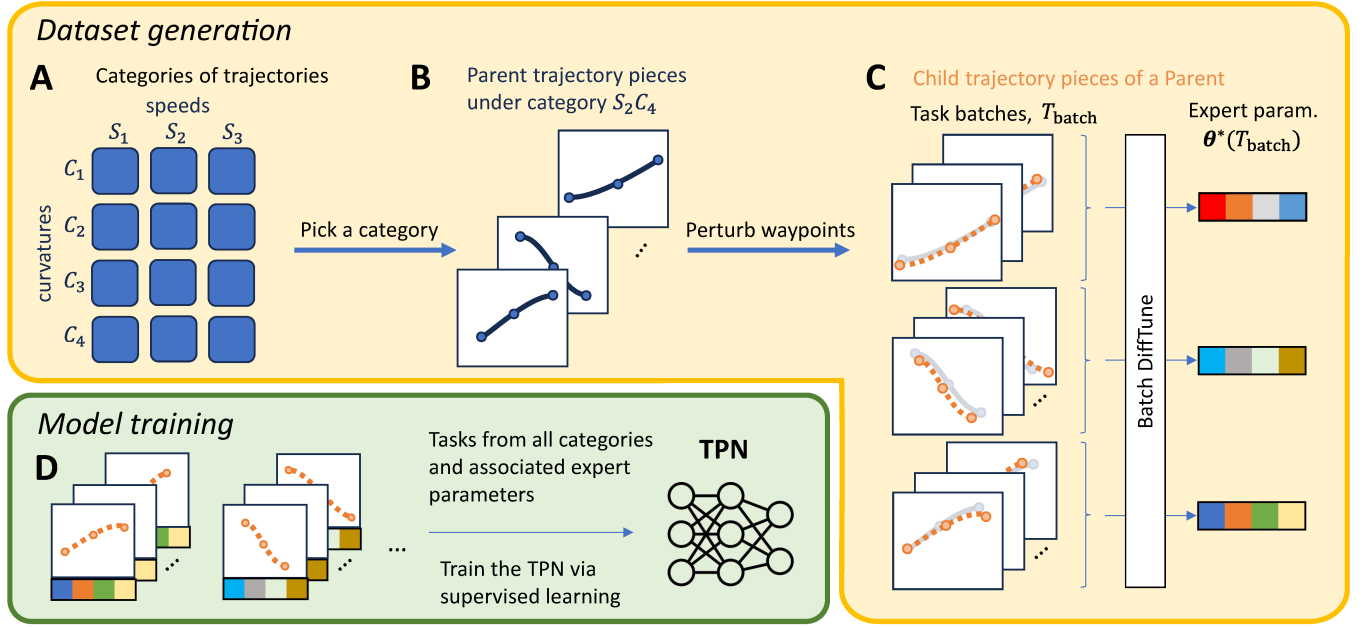 Dataset generation
A
Categories of trajectories
speeds
S₁ S₂ S₃
C₁
C₂
C₃
C₄
curvatures
Pick a category
B
Parent trajectory pieces
under category S₂C₄
...
Perturb waypoints
C
Child trajectory pieces of a Parent
Task batches, T_batch
Expert param.
θ*(T_batch)
...
...
Batch DiffTune
Model training
D
...
...
...
Tasks from all categories
and associated expert
parameters
Train the TPN via
supervised learning
TPN